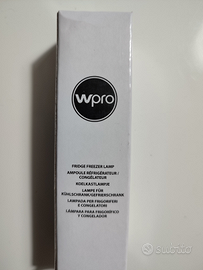 wpro
FRIDGE FREEZER LAMP
AMPOULE RÉFRIGÉRATEUR /
CONGÉLATEUR
KOELKASTLAMPJE
LAMPE FÜR
KÜHLSCHRANK/GEFRIERSCHRANK
LAMPADA PER FRIGORIFERI
E CONGELATORI
LÁMPARA PARA FRIGORÍFICO
Y CONGELADOR
subito